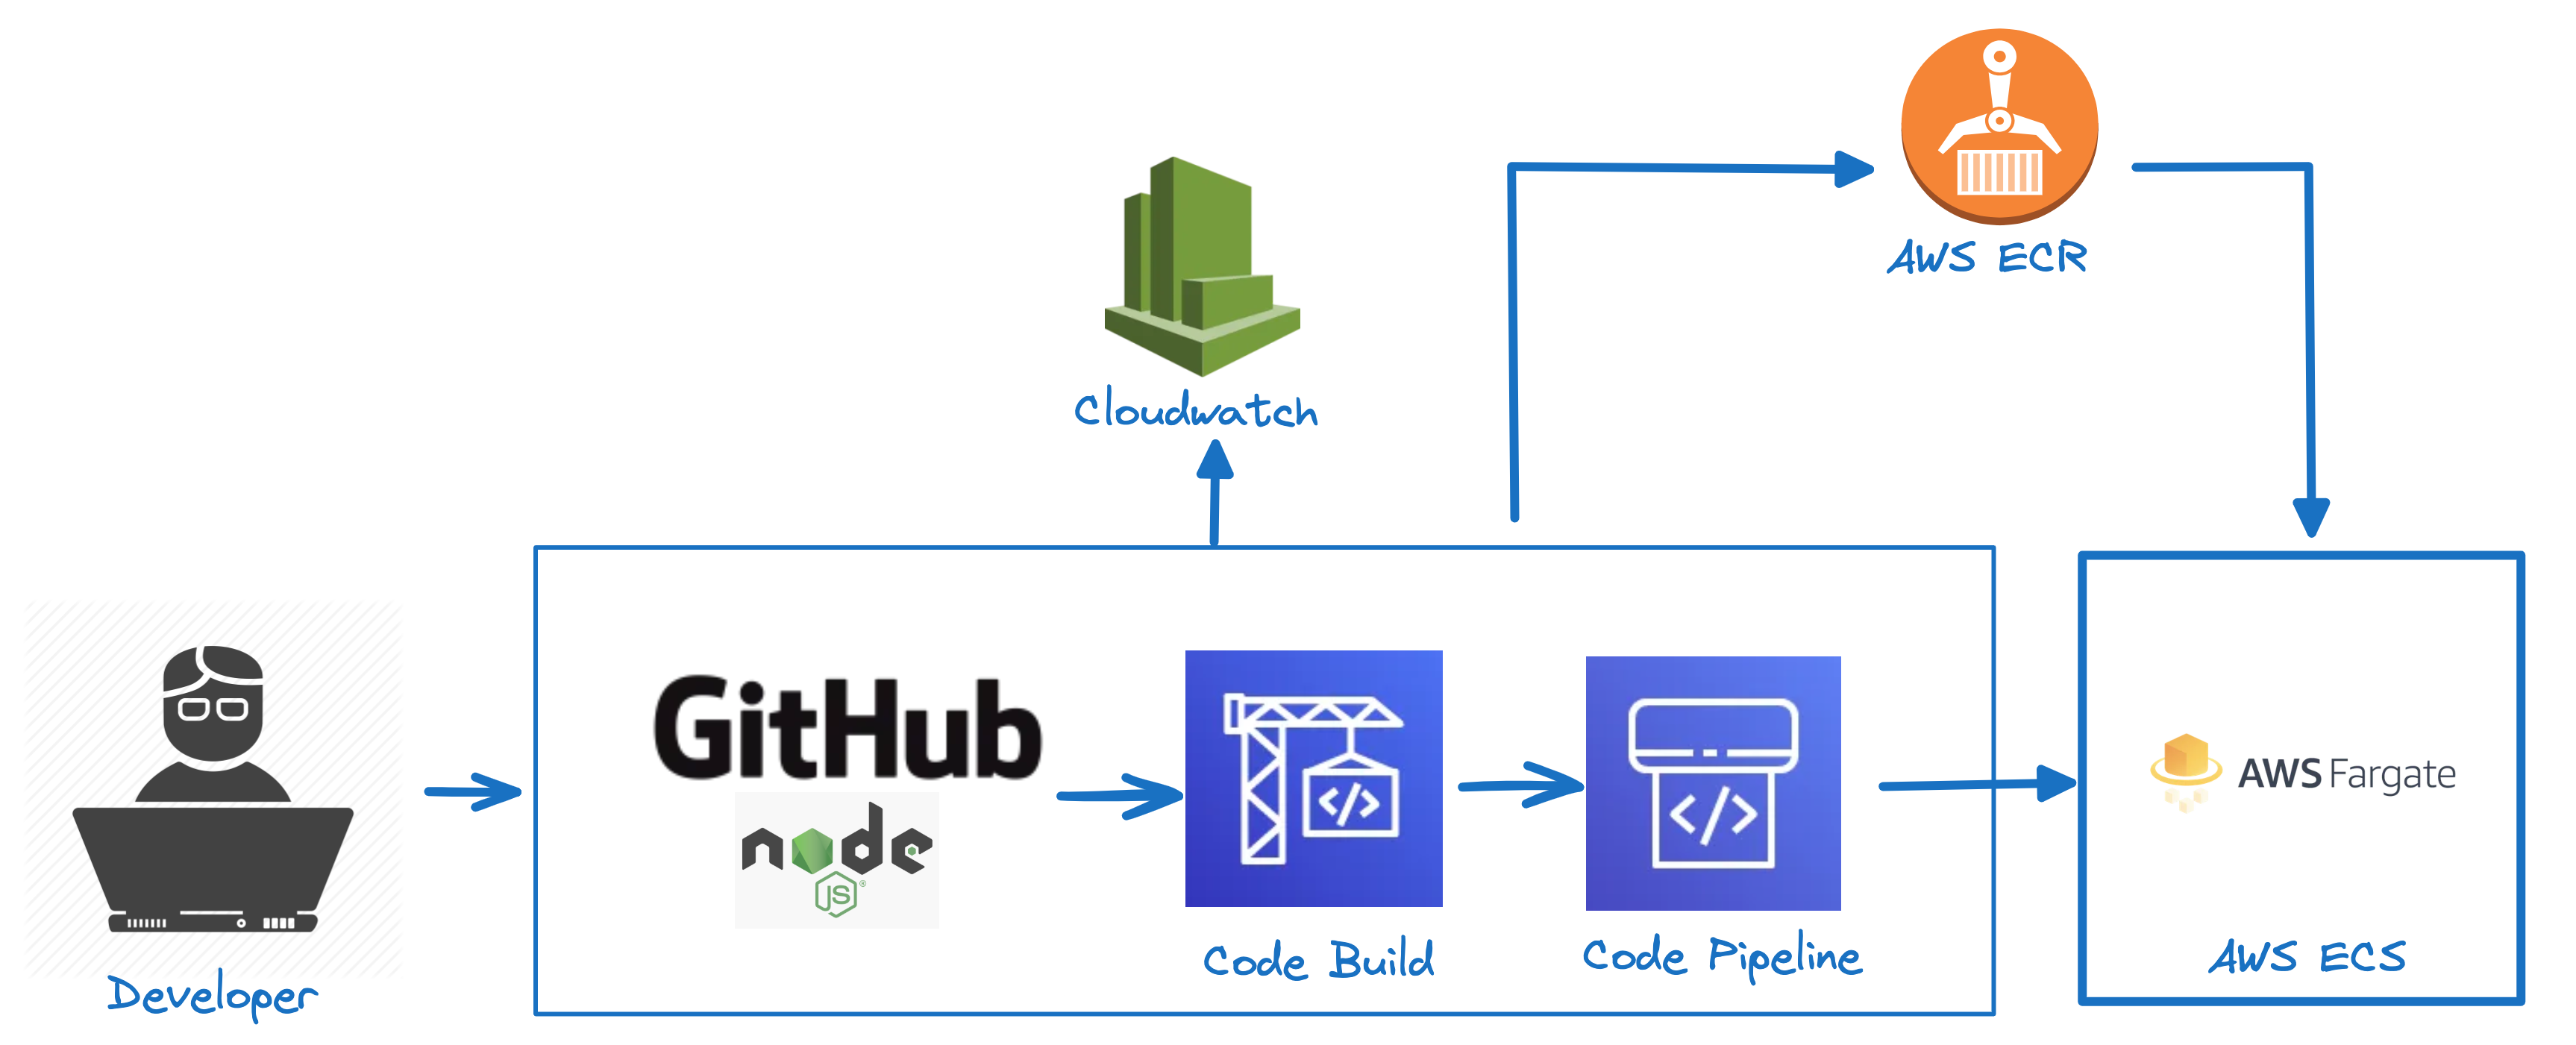 AWS ECR
Cloudwatch
GitHub
node
JS
®
</>
</>
AWS Fargate
Developer
Code Build
Code Pipeline
AWS ECS